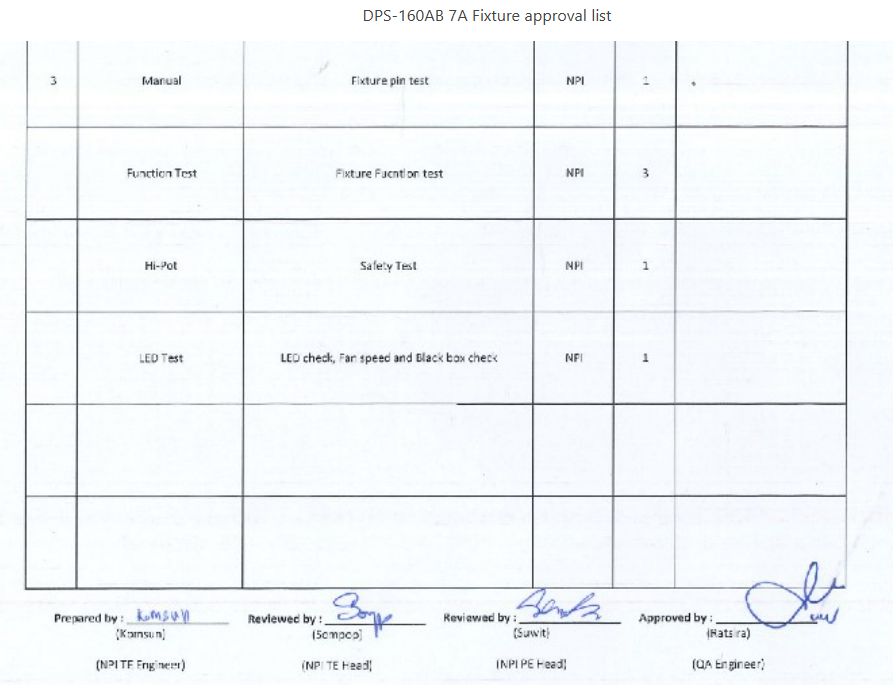 DPS-160AB 7A Fixture approval list
3 Manual Fixture pin test NPI 1
Function Test Fixture Fucntion test NPI 3
Hi-Pot Safety Test NPI 1
LED Test LED check, Fan speed and Black box check NPI 1
Prepared by : Komsun Reviewed by : Reviewed by : Approved by :
(Komsun) (Sompop) (Suwit) (Ratsira)
(NPI TE Engineer) (NPI TE Head) (NPI PE Head) (QA Engineer)